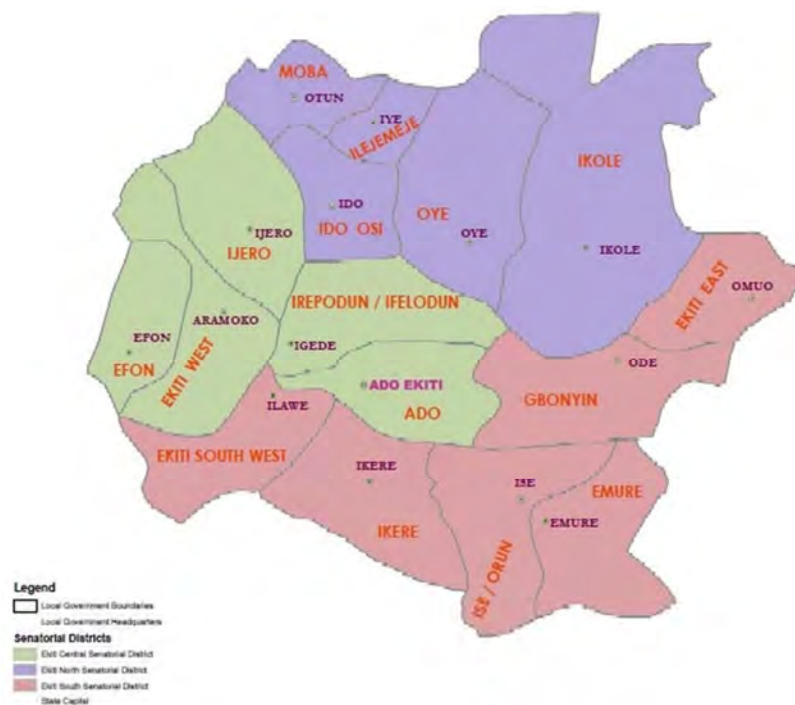 MOBA
OTUN
IYE
ILEJEMEJE
IKOLE
IDO
OYE
IDO OSI
IJERO
OYE
IKOLE
IJERO
EKITI EAST
OMUO
IREPODUN / IFELODUN
ARAMOKO
EFON
IGEDE
EFON
EKITI WEST
ODE
ADO EKITI
ILAWE
ADO
GBONYIN
EKITI SOUTH WEST
IKERE
ISE
EMURE
IKERE
EMURE
ISE / ORUN
Legend
Local Government Boundaries
Local Government Headquarters
Senatorial Districts
Ekiti Central Senatorial District
Ekiti North Senatorial District
Ekiti South Senatorial District
State Capital